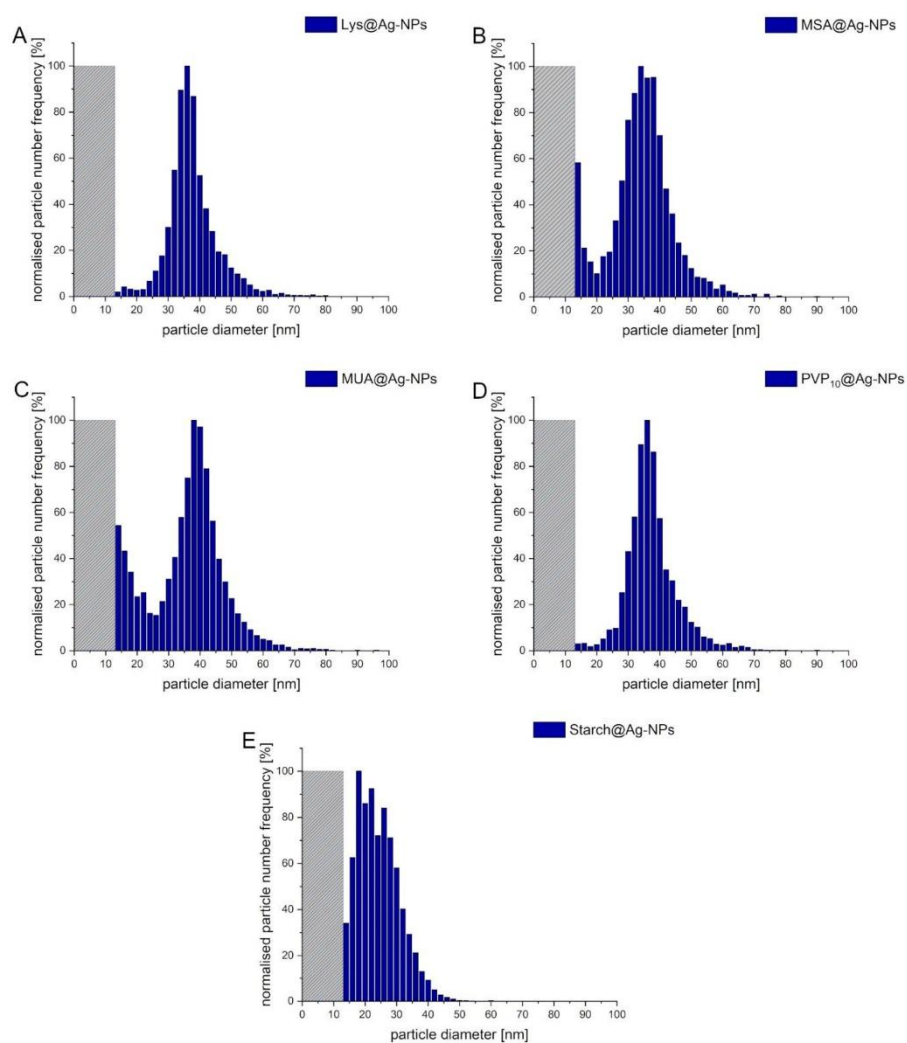 A
Lys@Ag-NPs
normalised particle number frequency [%]
100
80
60
40
20
0
0 10 20 30 40 50 60 70 80 90 100
particle diameter [nm]
B
MSA@Ag-NPs
normalised particle number frequency [%]
100
80
60
40
20
0
0 10 20 30 40 50 60 70 80 90 100
particle diameter [nm]
C
MUA@Ag-NPs
normalised particle number frequency [%]
100
80
60
40
20
0
0 10 20 30 40 50 60 70 80 90 100
particle diameter [nm]
D
PVP₁₀@Ag-NPs
normalised particle number frequency [%]
100
80
60
40
20
0
0 10 20 30 40 50 60 70 80 90 100
particle diameter [nm]
E
Starch@Ag-NPs
normalised particle number frequency [%]
100
80
60
40
20
0
0 10 20 30 40 50 60 70 80 90 100
particle diameter [nm]